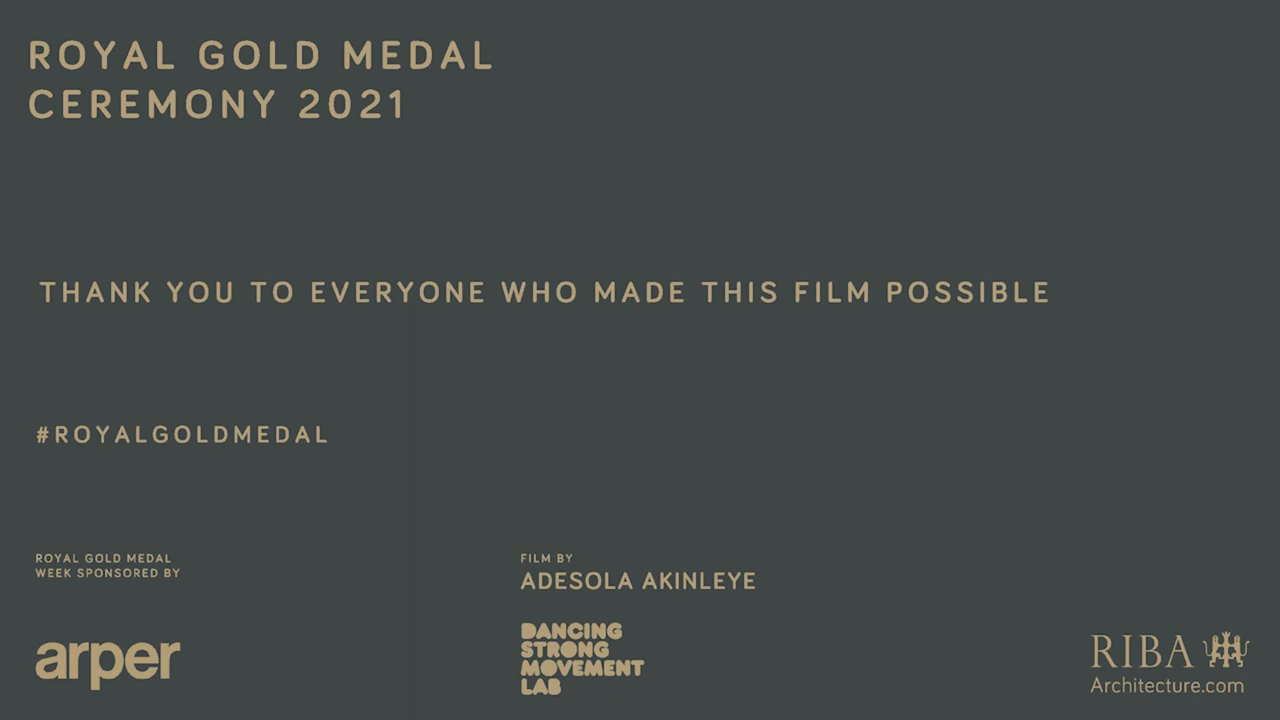 ROYAL GOLD MEDAL
CEREMONY 2021
THANK YOU TO EVERYONE WHO MADE THIS FILM POSSIBLE
#ROYALGOLDMEDAL
ROYAL GOLD MEDAL
WEEK SPONSORED BY
arper
FILM BY
ADESOLA AKINLEYE
DANCING
STRONG
MOVEMENT
LAB
RIBA
Architecture.com